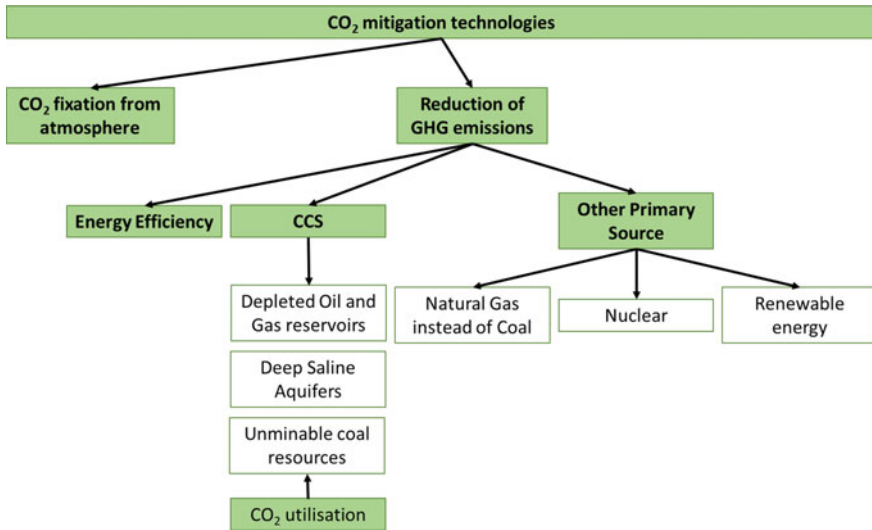 CO₂ mitigation technologies
CO₂ fixation from
atmosphere
Reduction of
GHG emissions
Energy Efficiency
CCS
Other Primary
Source
Depleted Oil and
Gas reservoirs
Natural Gas
instead of Coal
Nuclear
Renewable
energy
Deep Saline
Aquifers
Unminable coal
resources
CO₂ utilisation